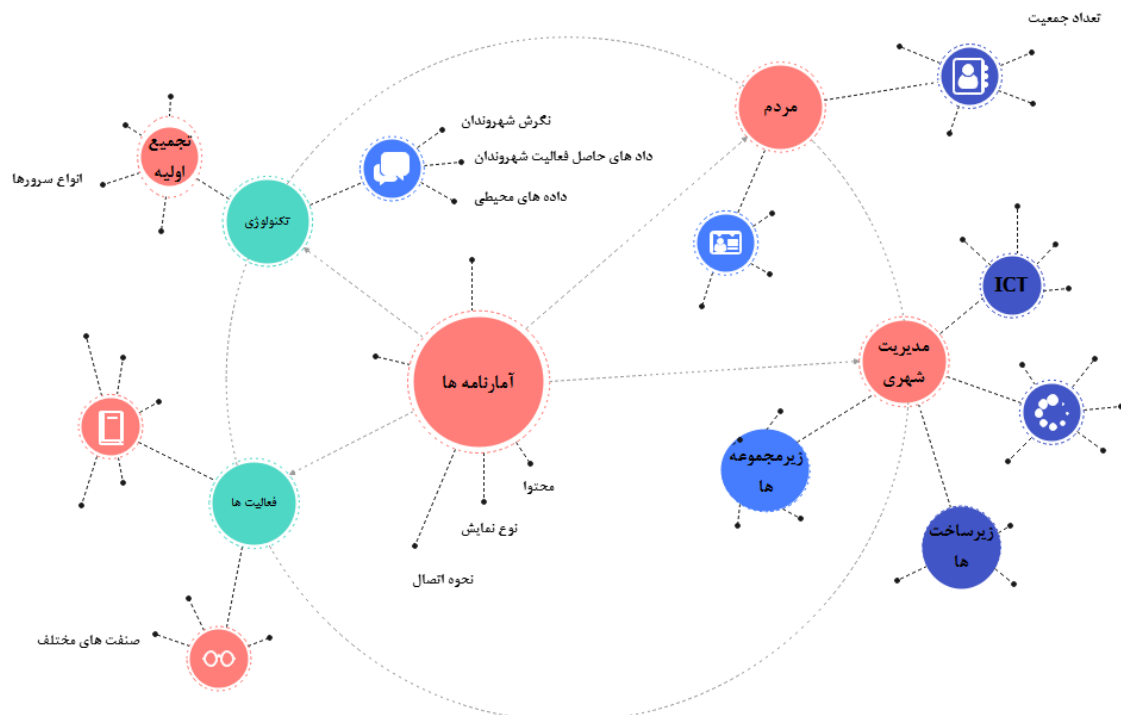 تعداد جمعیت
مردم
نگرش شهروندان
داد های حاصل فعالیت شهروندان
داده های محیطی
تجمیع
اولیه
انواع سرورها
تکنولوژی
ICT
مدیریت
شهری
آمارنامه ها
زیرمجموعه
ها
محتوا
نوع نمایش
نحوه اتصال
فعالیت ها
زیرساخت
ها
صنفت های مختلف